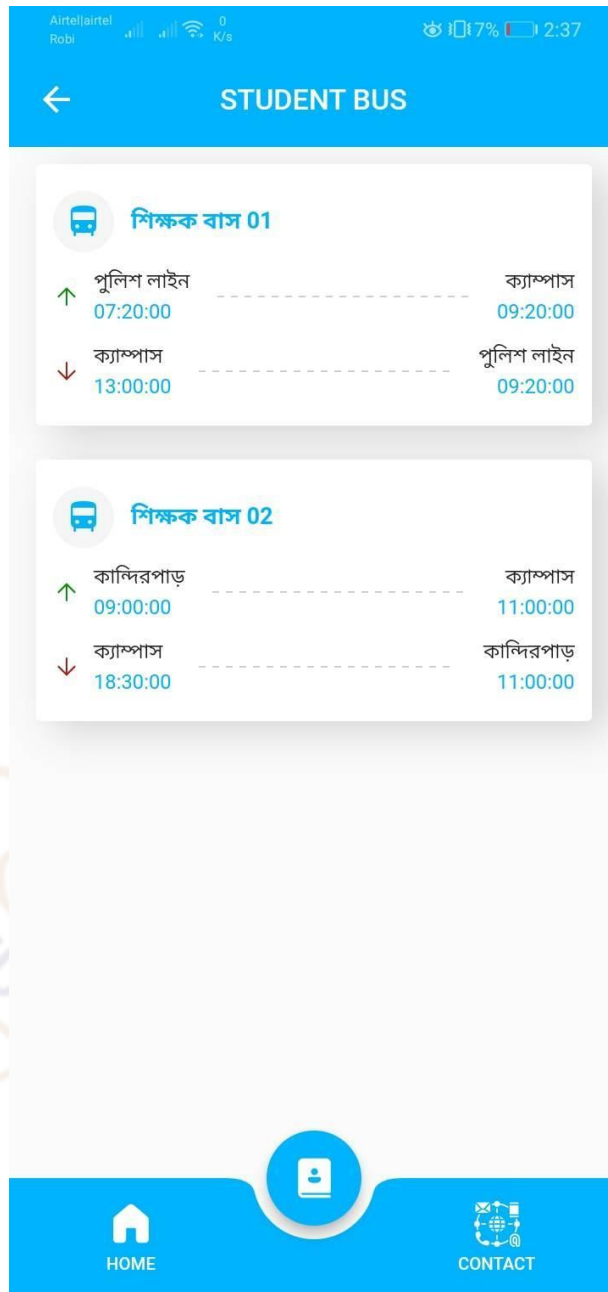 Airtel|airtel
Robi
0
K/s
7%
2:37
STUDENT BUS
শিক্ষক বাস 01
পুলিশ লাইন ক্যাম্পাস
07:20:00 09:20:00
ক্যাম্পাস পুলিশ লাইন
13:00:00 09:20:00
শিক্ষক বাস 02
কান্দিরপাড় ক্যাম্পাস
09:00:00 11:00:00
ক্যাম্পাস কান্দিরপাড়
18:30:00 11:00:00
HOME CONTACT